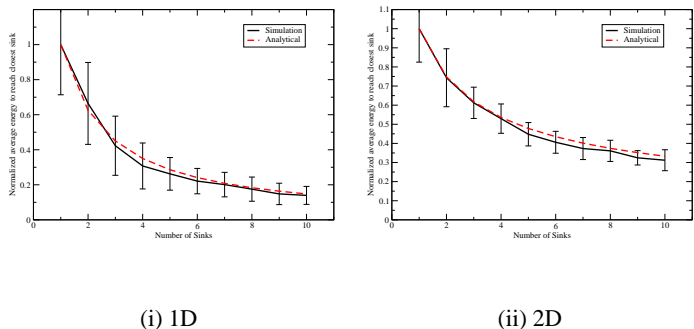 Normalized average energy to reach closest sink
1
0.8
0.6
0.4
0.2
0
0 2 4 6 8 10
Number of Sinks
Simulation
Analytical
(i) 1D
Normalized average energy to reach closest sink
1.1
1
0.9
0.8
0.7
0.6
0.5
0.4
0.3
0.2
0.1
0
0 2 4 6 8 10
Number of Sinks
Simulation
Analytical
(ii) 2D